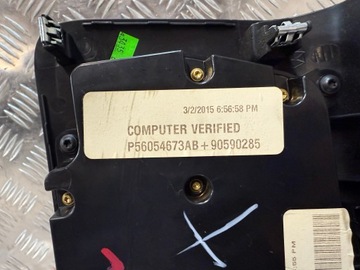 3/2/2015 6:56:58 PM
COMPUTER VERIFIED
P56054673AB+90590285